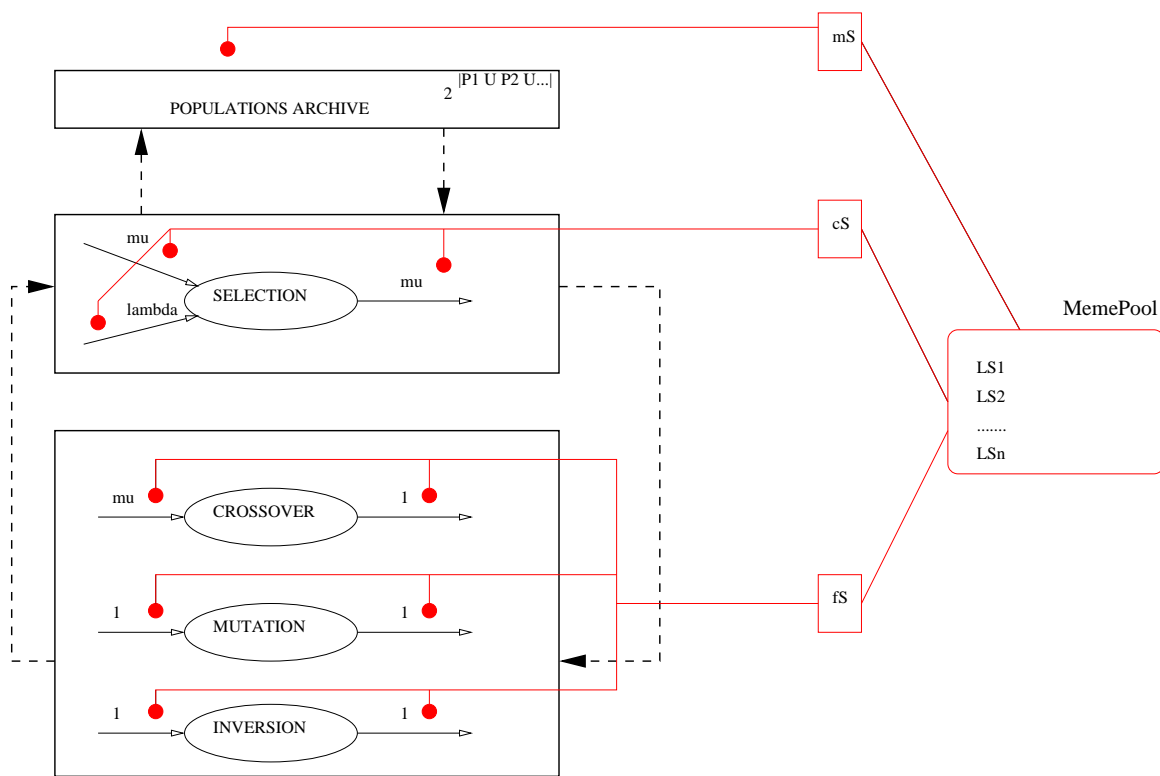 mS
|P1 U P2 U...|
2
POPULATIONS ARCHIVE
cS
mu
SELECTION
mu
lambda
MemePool
LS1
LS2
.......
LSn
mu
1
CROSSOVER
1
1
MUTATION
fS
1
1
INVERSION